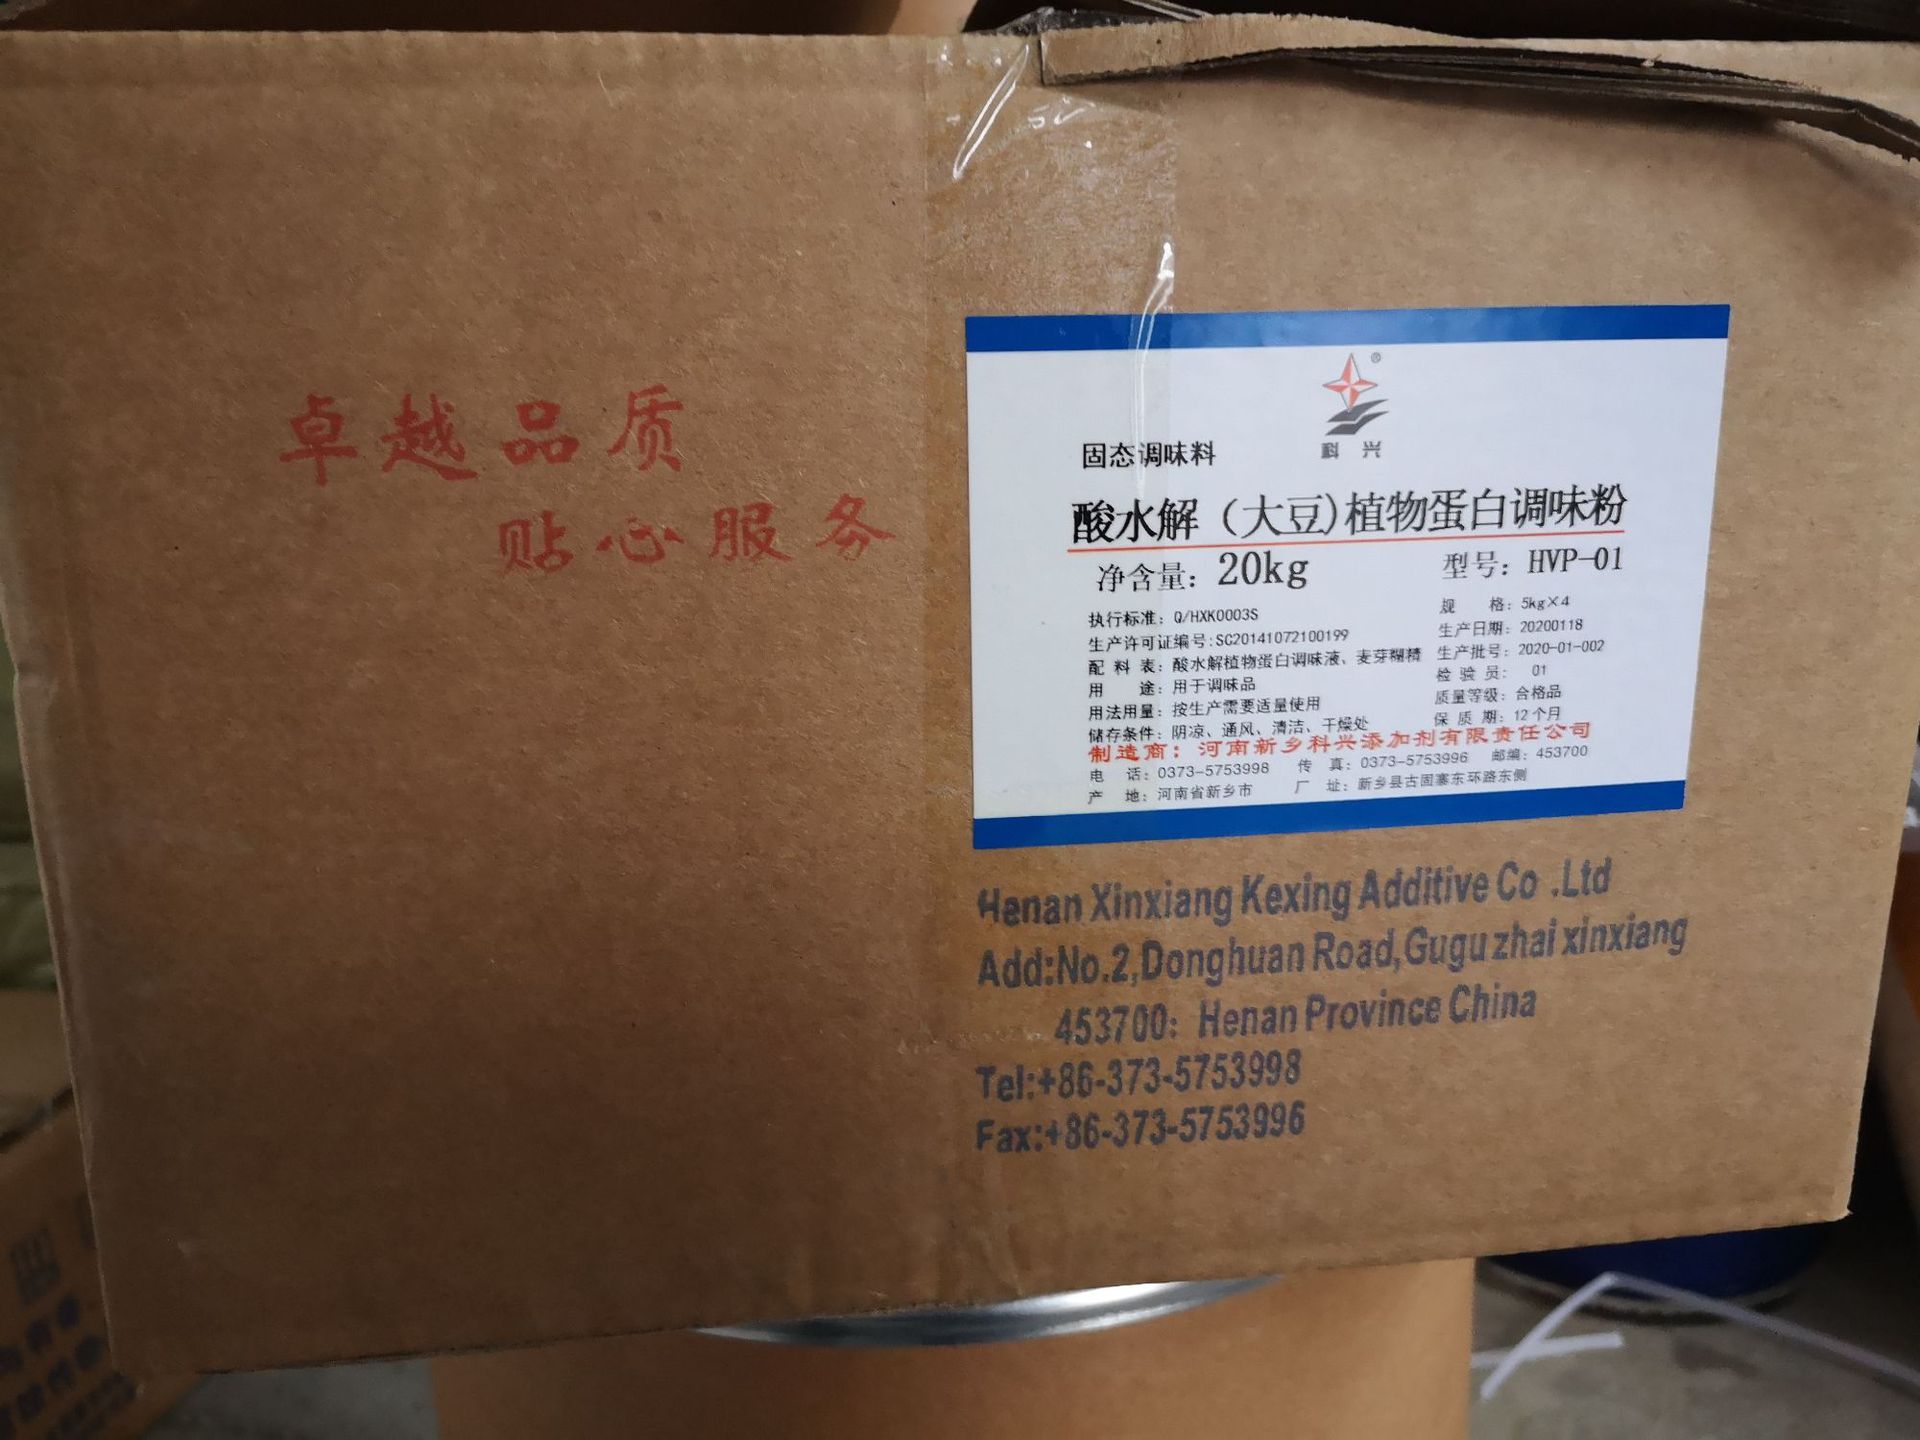 卓越品质
贴心服务
®
科 兴
固态调味料
酸水解（大豆)植物蛋白调味粉
净含量：20kg
型号：HVP-01
执行标准：Q/HXK0003S
规 格：5kg×4
生产许可证编号:SC20141072100199
生产日期：20200118
配 料 表：酸水解植物蛋白调味液、麦芽糊精
生产批号：2020-01-002
用 途：用于调味品
检 验 员： 01
用法用量：按生产需要适量使用
质量等级：合格品
储存条件：阴凉、通风、清洁、干燥处
保 质 期：12个月
制造商：河南新乡科兴添加剂有限责任公司
电 话：0373-5753998 传 真：0373-5753996 邮编：453700
产 地：河南省新乡市 厂 址：新乡县古固寨东环路东侧
Henan Xinxiang Kexing Additive Co .Ltd
Add:No.2,Donghuan Road,Guguzhai xinxiang
453700：Henan Province China
Tel:+86-373-5753998
Fax:+86-373-5753996